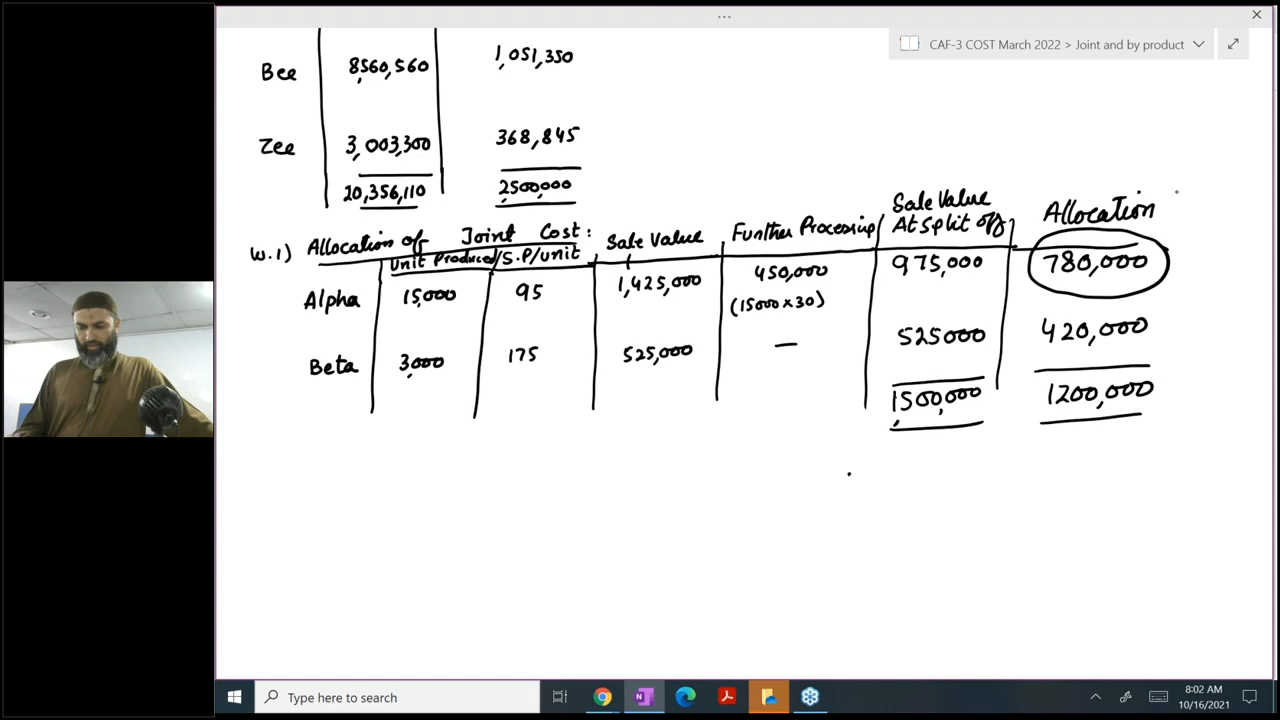 CAF-3 COST March 2022 > Joint and by product
Bee 8560,560 1,051,350
Zee 3,003,300 368,845
20,356,110 2,500,000
W.1) Allocation of Joint Cost:
Unit Produced/S.P/unit Sale Value Further Processing Sale Value At Split off Allocation
Alpha 15,000 95 1,425,000 450,000 975,000 780,000
(15000×30)
Beta 3,000 175 525,000 — 525000 420,000
1,500,000 1200,000
Type here to search
8:02 AM
10/16/2021